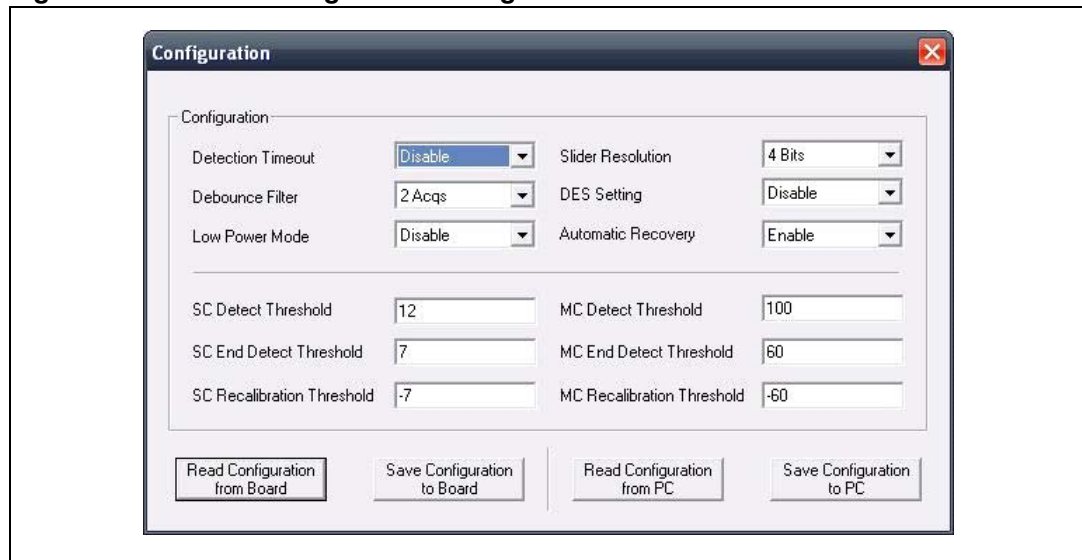 Configuration
Configuration
Detection Timeout Disable Slider Resolution 4 Bits
Debounce Filter 2 Acqs DES Setting Disable
Low Power Mode Disable Automatic Recovery Enable
SC Detect Threshold 12 MC Detect Threshold 100
SC End Detect Threshold 7 MC End Detect Threshold 60
SC Recalibration Threshold -7 MC Recalibration Threshold -60
Read Configuration
from Board
Save Configuration
to Board
Read Configuration
from PC
Save Configuration
to PC